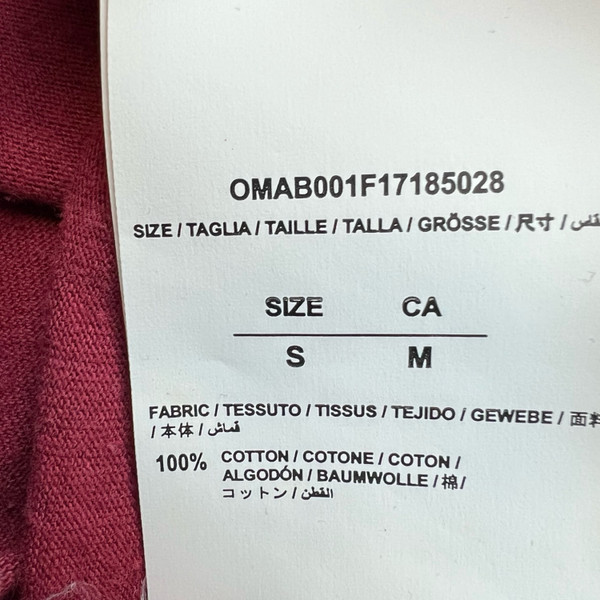 OMAB001F17185028
SIZE / TAGLIA / TAILLE / TALLA / GRÖSSE / 尺寸 /
SIZE CA
S M
FABRIC / TESSUTO / TISSUS / TEJIDO / GEWEBE / 面料
/ 本体 / قماش
100% COTTON / COTONE / COTON /
ALGODÓN / BAUMWOLLE / 棉/
コットン / القطن